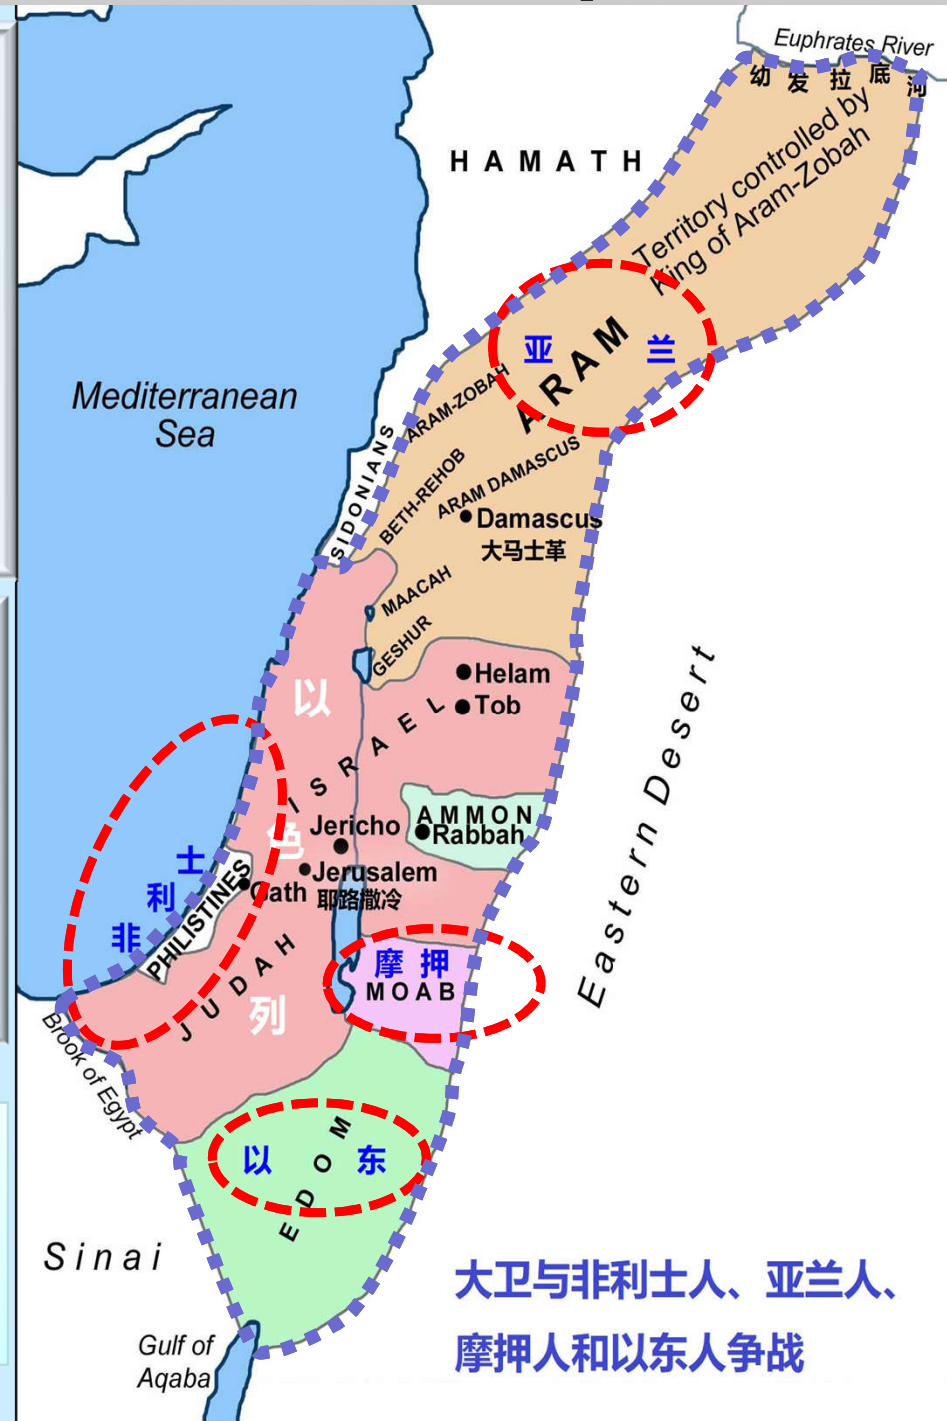 Euphrates River
幼发拉底河
HAMATH
Territory controlled by
King of Aram-Zobah
亚兰
ARAM
Mediterranean
Sea
ARAM-ZOBAH
SIDONIANS
BETH-REHOB
ARAM DAMASCUS
Damascus
大马士革
MAACAH
GESHUR
Helam
Tob
以色列
ISRAEL
AMMON
Rabbah
Jericho
Jerusalem
耶路撒冷
Gath
非利士
PHILISTINES
JUDAH
摩押
MOAB
Eastern Desert
Brook of Egypt
以东
EDOM
Sinai
Gulf of
Aqaba
大卫与非利士人、亚兰人、
摩押人和以东人争战